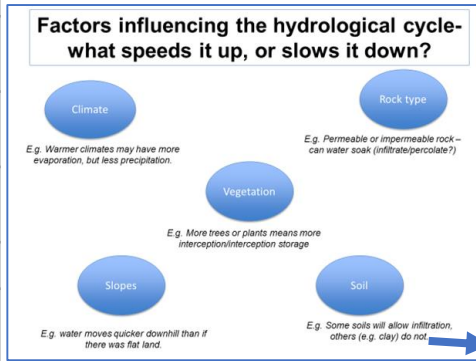 Factors influencing the hydrological cycle-
what speeds it up, or slows it down?
Climate
E.g. Warmer climates may have more
evaporation, but less precipitation.
Rock type
E.g. Permeable or impermeable rock –
can water soak (infiltrate/percolate?)
Vegetation
E.g. More trees or plants means more
interception/interception storage
Slopes
E.g. water moves quicker downhill than if
there was flat land.
Soil
E.g. Some soils will allow infiltration,
others (e.g. clay) do not.